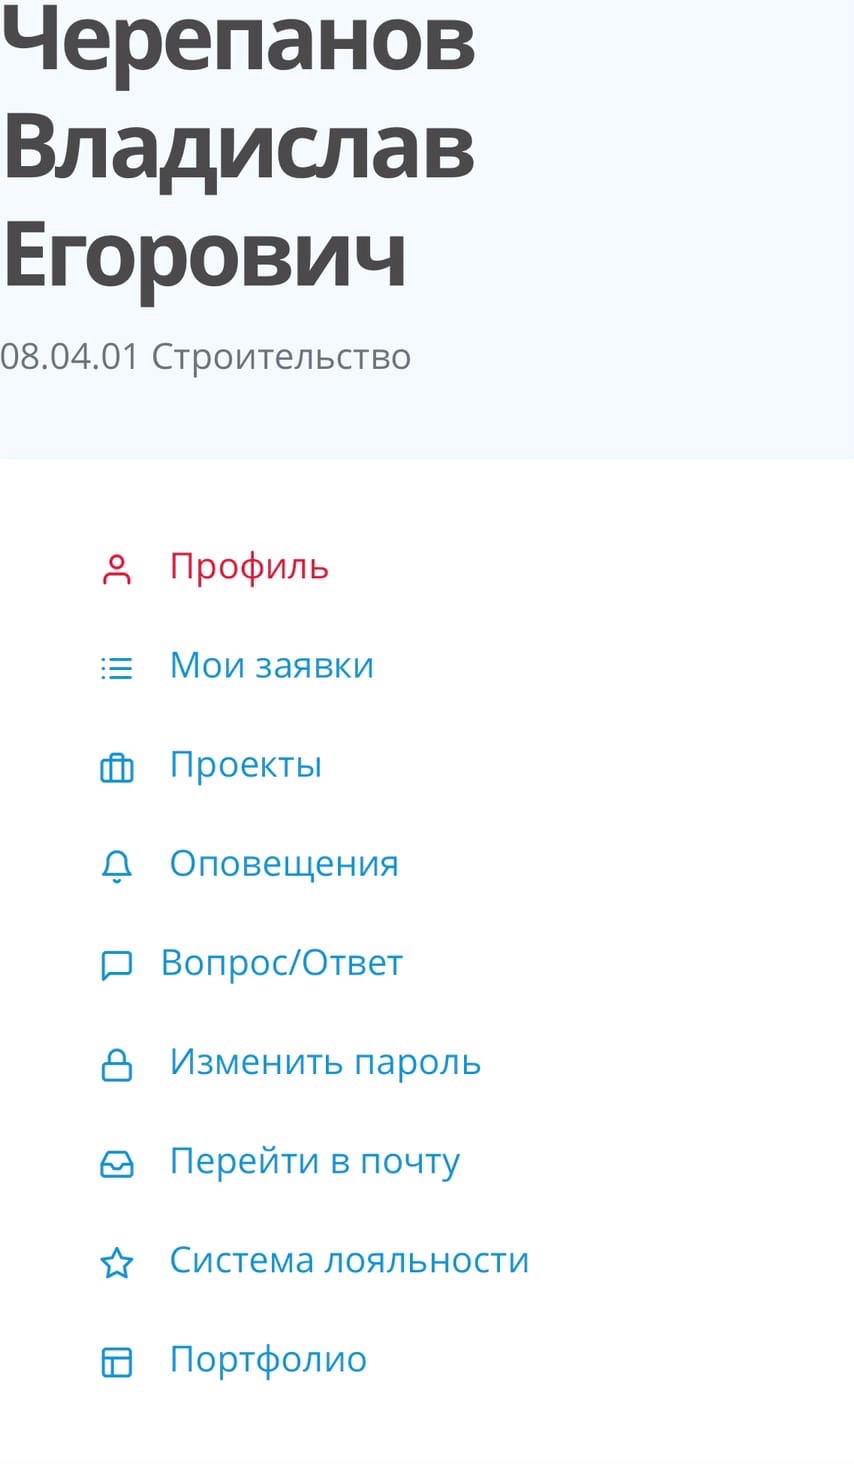 Черепанов
Владислав
Егорович
08.04.01 Строительство
Профиль
Мои заявки
Проекты
Оповещения
Вопрос/Ответ
Изменить пароль
Перейти в почту
Система лояльности
Портфолио